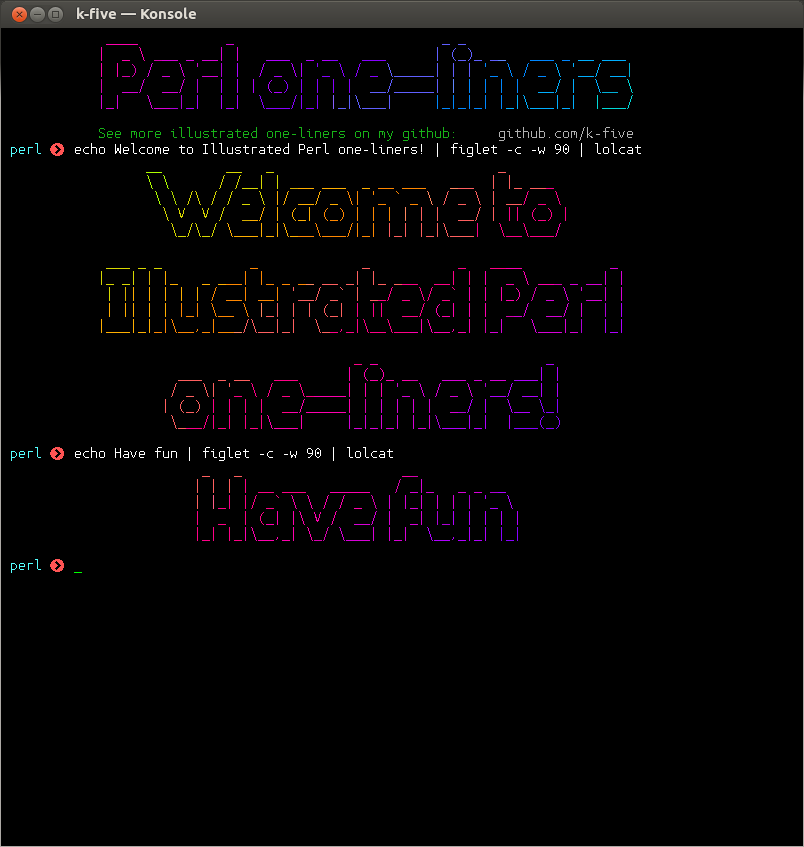 k-five — Konsole
Perl one-liners
See more illustrated one-liners on my github: github.com/k-five
perl echo Welcome to Illustrated Perl one-liners! | figlet -c -w 90 | lolcat
Welcome to
Illustrated Perl
one-liners!
perl echo Have fun | figlet -c -w 90 | lolcat
Have fun
perl _